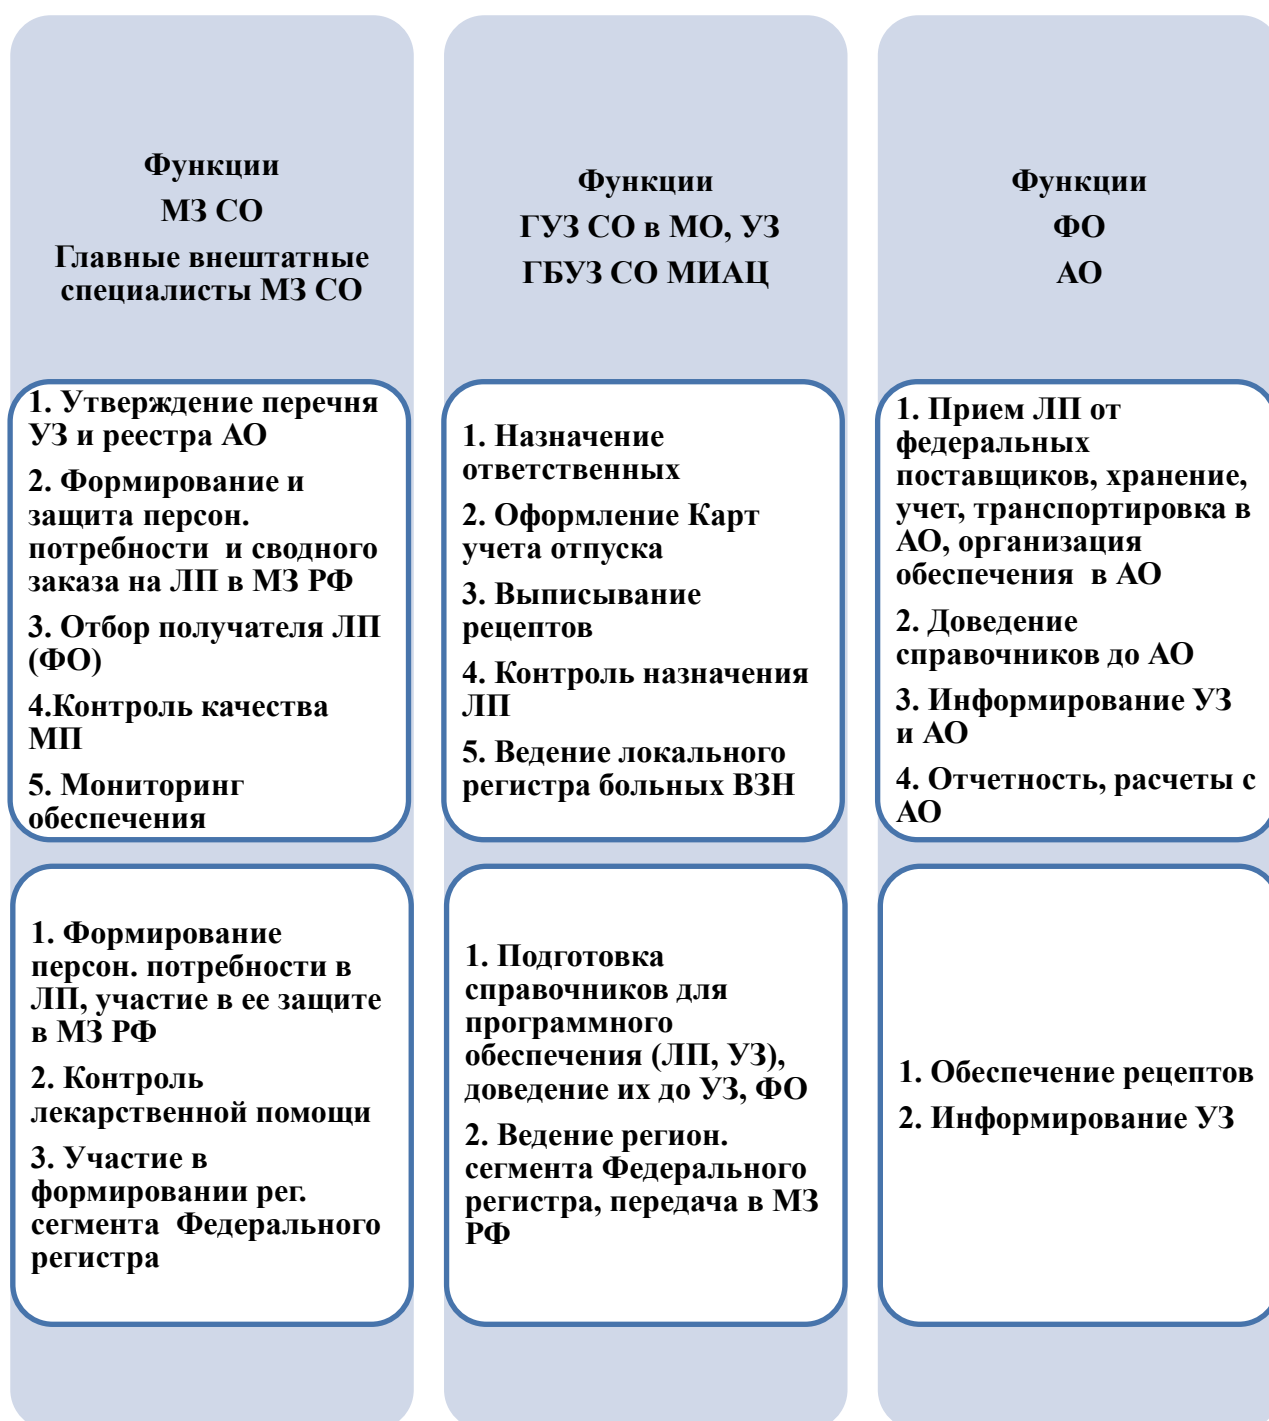 Функции
МЗ СО
Главные внештатные
специалисты МЗ СО
1. Утверждение перечня
УЗ и реестра АО
2. Формирование и
защита персон.
потребности и сводного
заказа на ЛП в МЗ РФ
3. Отбор получателя ЛП
(ФО)
4.Контроль качества
МП
5. Мониторинг
обеспечения
1. Формирование
персон. потребности в
ЛП, участие в ее защите
в МЗ РФ
2. Контроль
лекарственной помощи
3. Участие в
формировании рег.
сегмента Федерального
регистра
Функции
ГУЗ СО в МО, УЗ
ГБУЗ СО МИАЦ
1. Назначение
ответственных
2. Оформление Карт
учета отпуска
3. Выписывание
рецептов
4. Контроль назначения
ЛП
5. Ведение локального
регистра больных ВЗН
1. Подготовка
справочников для
программного
обеспечения (ЛП, УЗ),
доведение их до УЗ, ФО
2. Ведение регион.
сегмента Федерального
регистра, передача в МЗ
РФ
Функции
ФО
АО
1. Прием ЛП от
федеральных
поставщиков, хранение,
учет, транспортировка в
АО, организация
обеспечения в АО
2. Доведение
справочников до АО
3. Информирование УЗ
и АО
4. Отчетность, расчеты с
АО
1. Обеспечение рецептов
2. Информирование УЗ